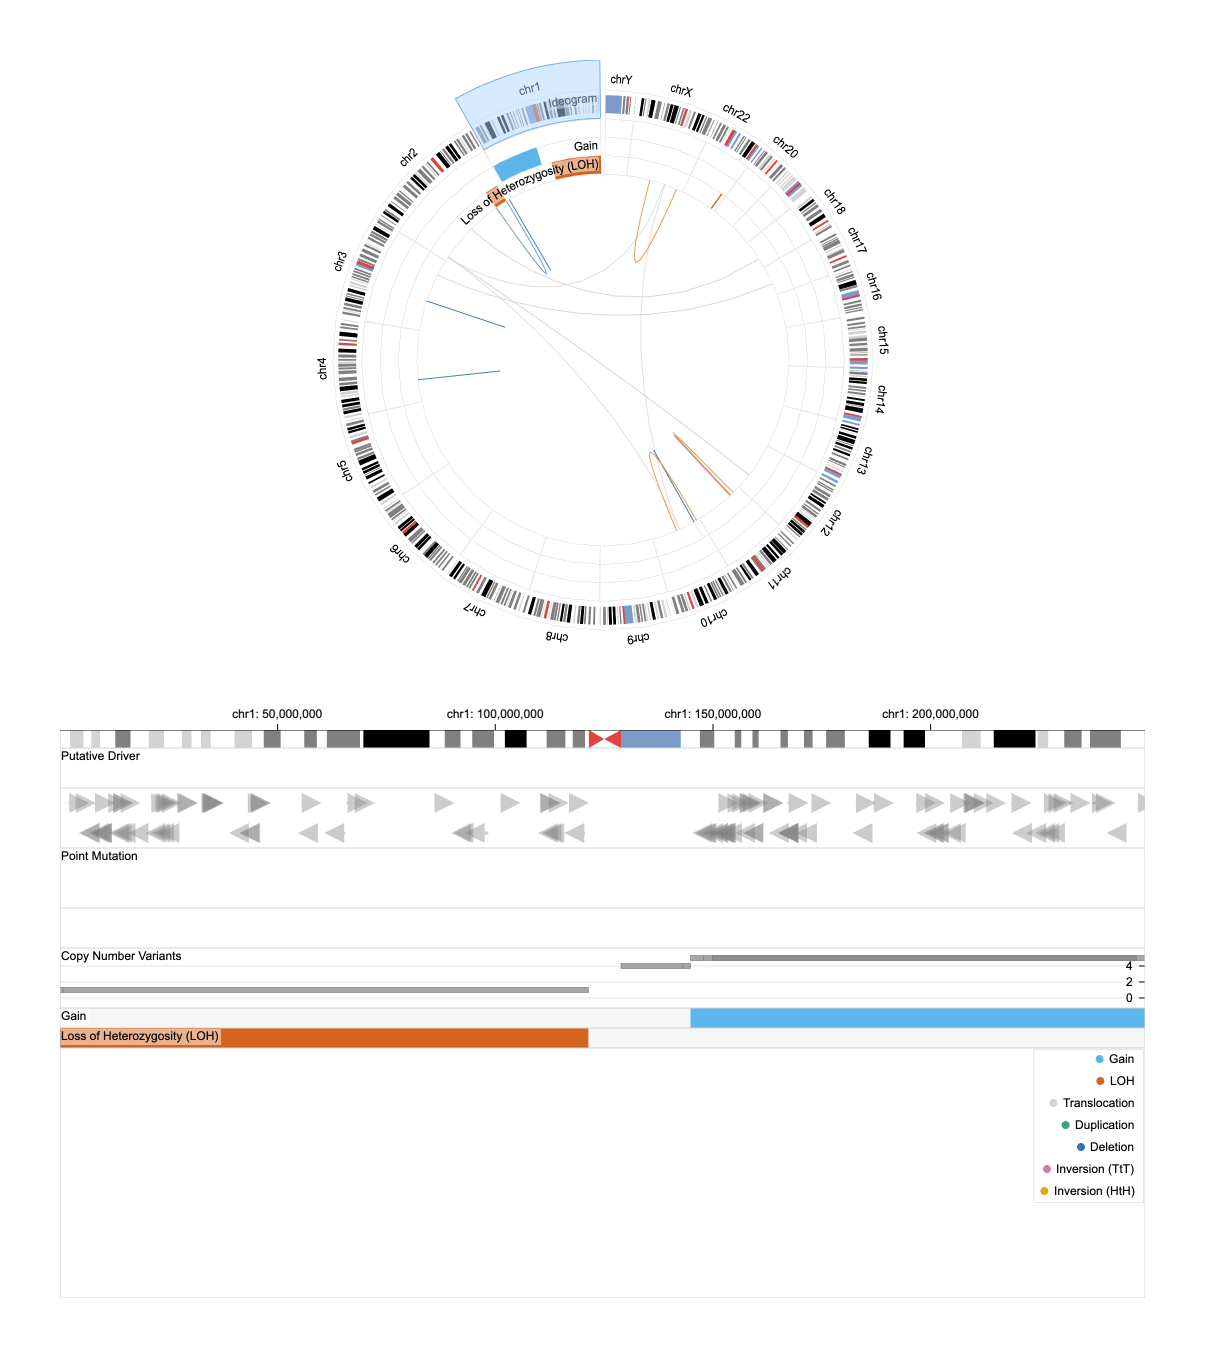 chrY
chrX
chr22
chr20
chr18
chr17
chr16
chr15
chr14
chr13
chr12
chr11
chr10
chr9
chr8
chr7
chr6
chr5
chr4
chr3
chr2
chr1
Ideogram
Gain
Loss of Heterozygosity (LOH)
chr1: 50,000,000
chr1: 100,000,000
chr1: 150,000,000
chr1: 200,000,000
Putative Driver
Point Mutation
Copy Number Variants
4
2
0
Gain
Loss of Heterozygosity (LOH)
Gain
LOH
Translocation
Duplication
Deletion
Inversion (TtT)
Inversion (HtH)